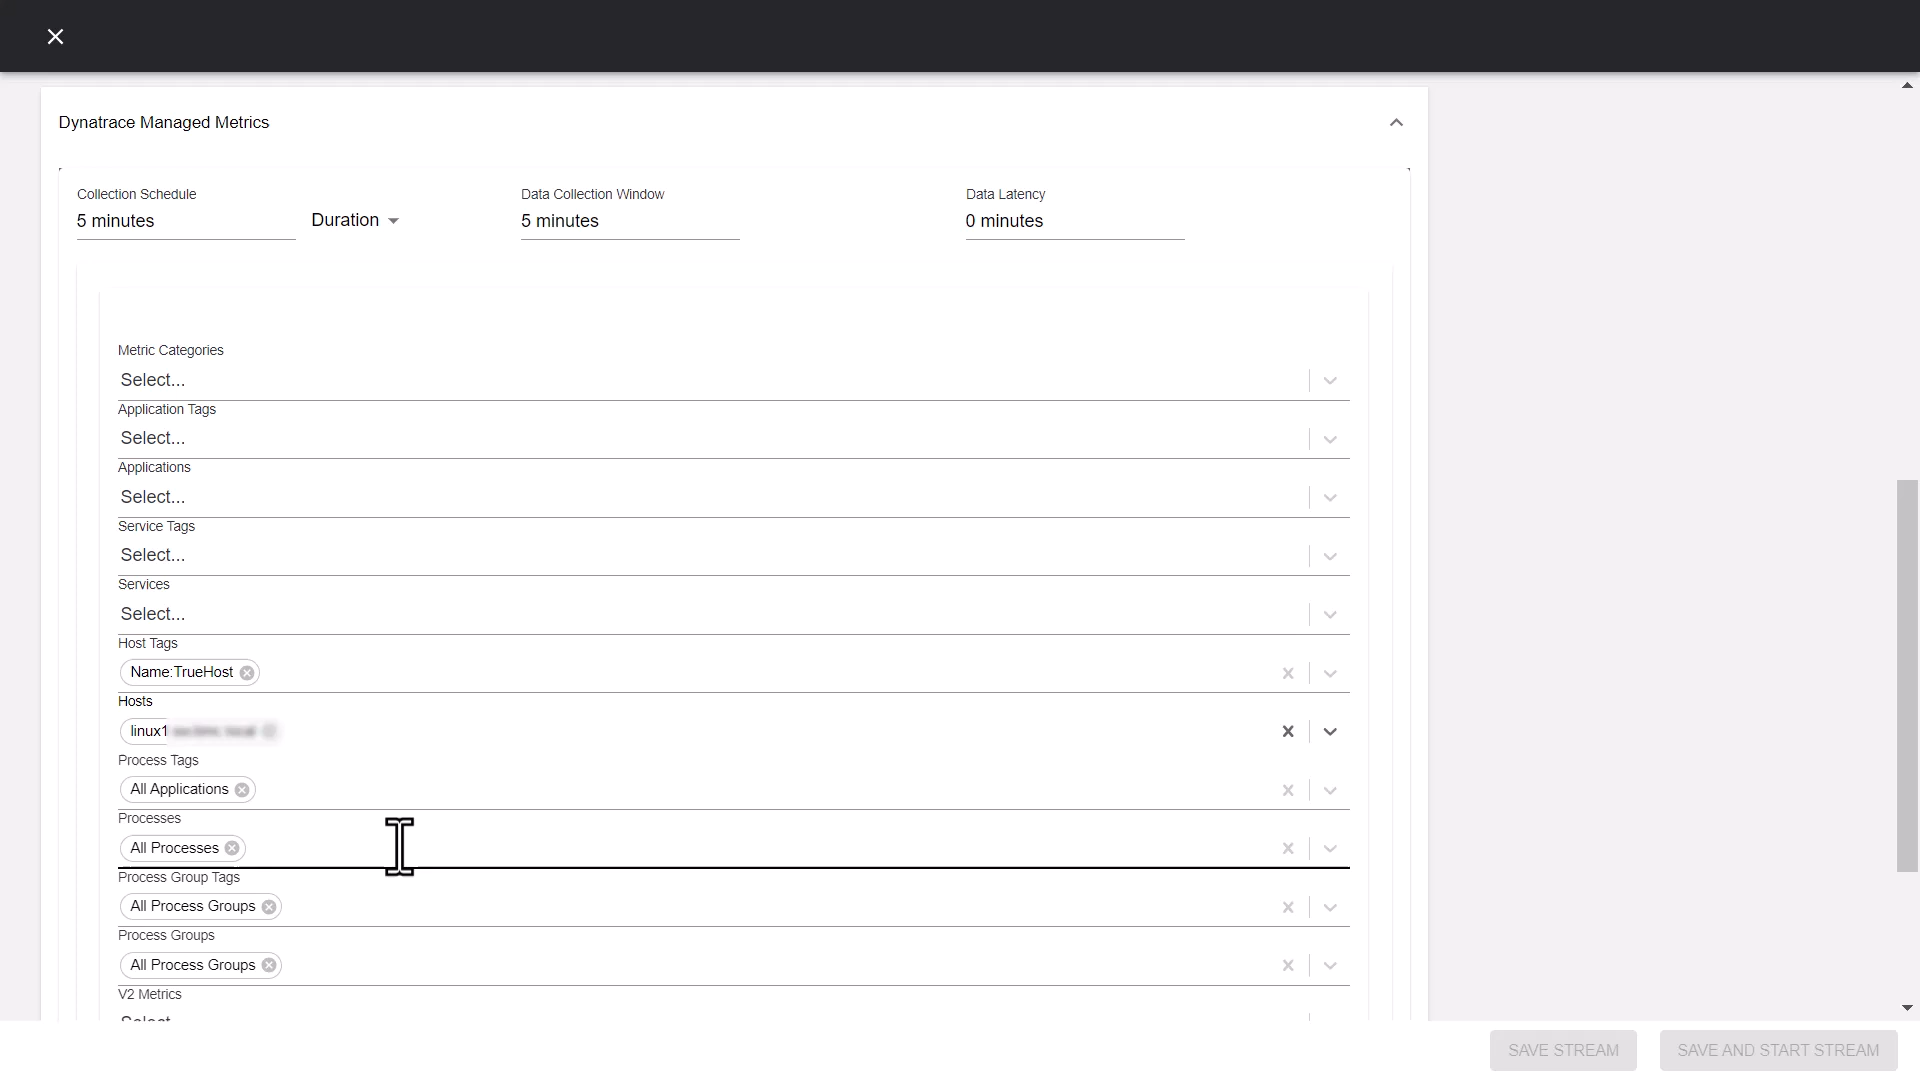 Dynatrace Managed Metrics
Collection Schedule
5 minutes
Duration
Data Collection Window
5 minutes
Data Latency
0 minutes
Metric Categories
Select...
Application Tags
Select...
Applications
Select...
Service Tags
Select...
Services
Select...
Host Tags
Name:TrueHost
Hosts
linux1
Process Tags
All Applications
Processes
All Processes
Process Group Tags
All Process Groups
Process Groups
All Process Groups
V2 Metrics
SAVE STREAM
SAVE AND START STREAM